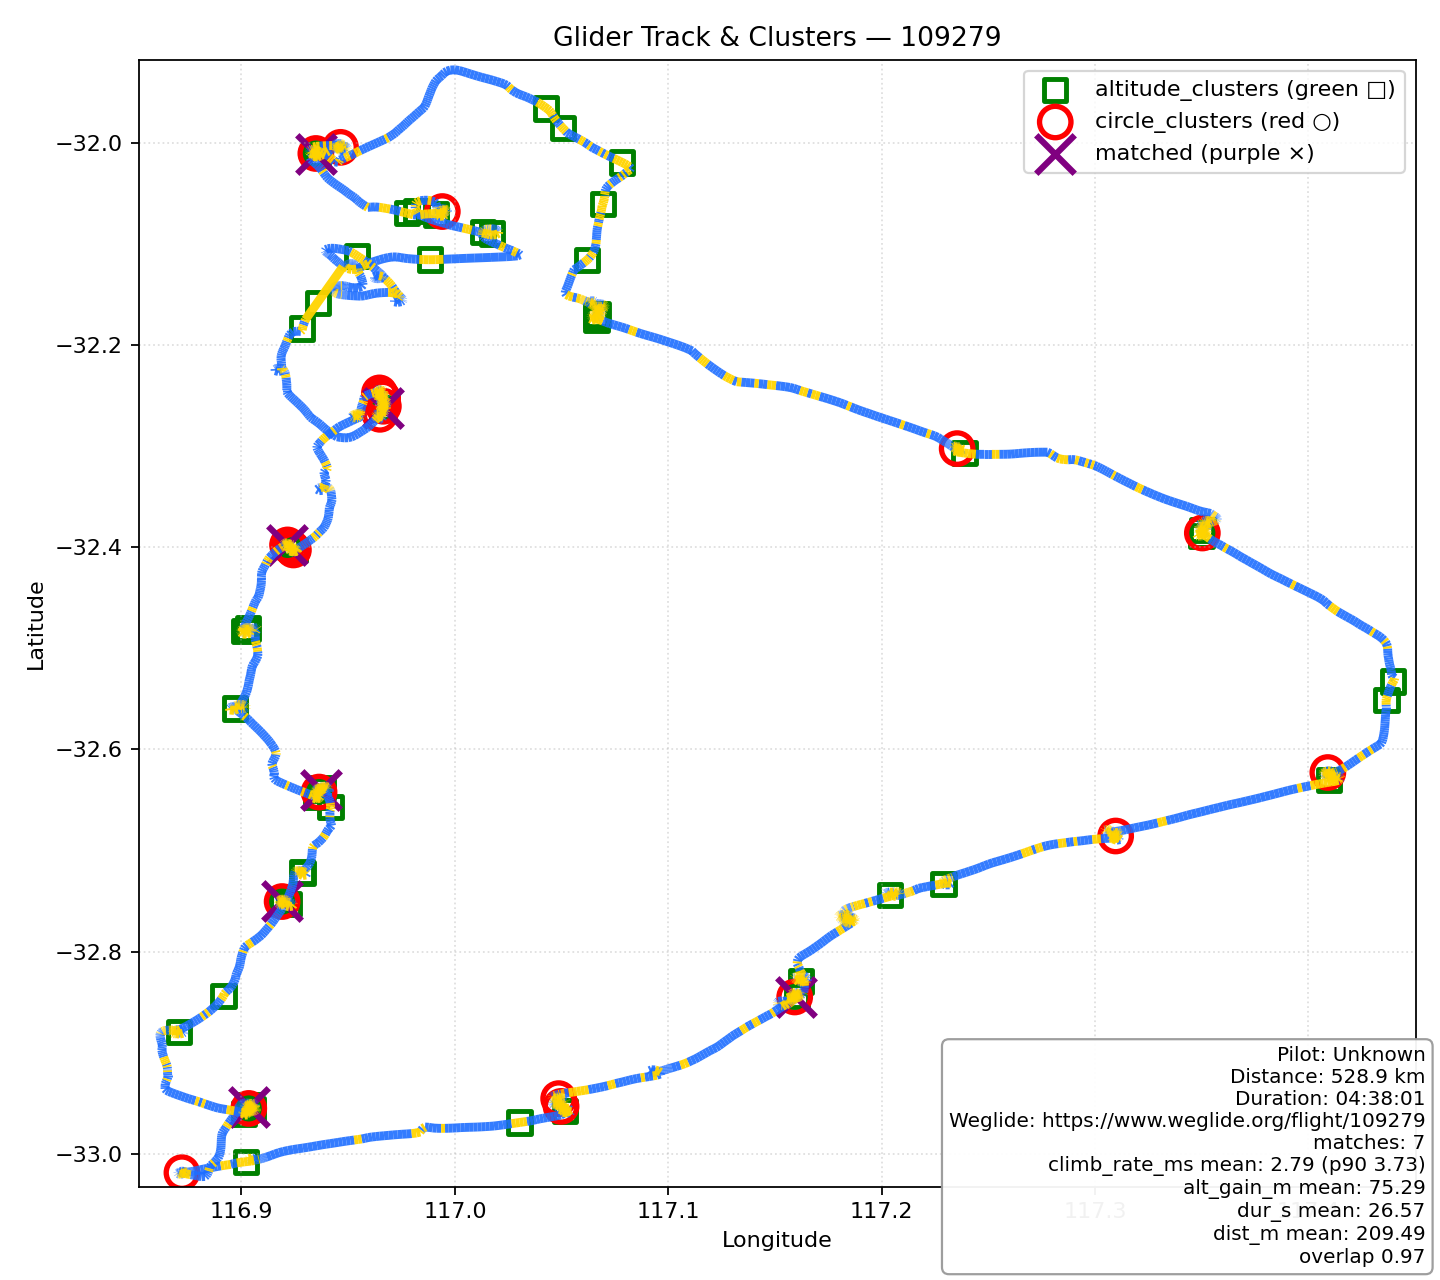 Glider Track & Clusters — 109279
altitude_clusters (green □)
circle_clusters (red ○)
matched (purple ×)
−32.0
−32.2
−32.4
−32.6
−32.8
−33.0
Latitude
116.9
117.0
117.1
117.2
117.3
Longitude
Pilot: Unknown
Distance: 528.9 km
Duration: 04:38:01
Weglide: https://www.weglide.org/flight/109279
matches: 7
climb_rate_ms mean: 2.79 (p90 3.73)
alt_gain_m mean: 75.29
dur_s mean: 26.57
dist_m mean: 209.49
overlap 0.97